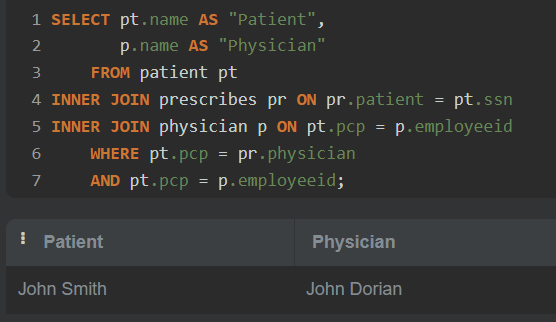 1 SELECT pt.name AS "Patient",
2 p.name AS "Physician"
3 FROM patient pt
4 INNER JOIN prescribes pr ON pr.patient = pt.ssn
5 INNER JOIN physician p ON pt.pcp = p.employeeid
6 WHERE pt.pcp = pr.physician
7 AND pt.pcp = p.employeeid;
Patient Physician
John Smith John Dorian